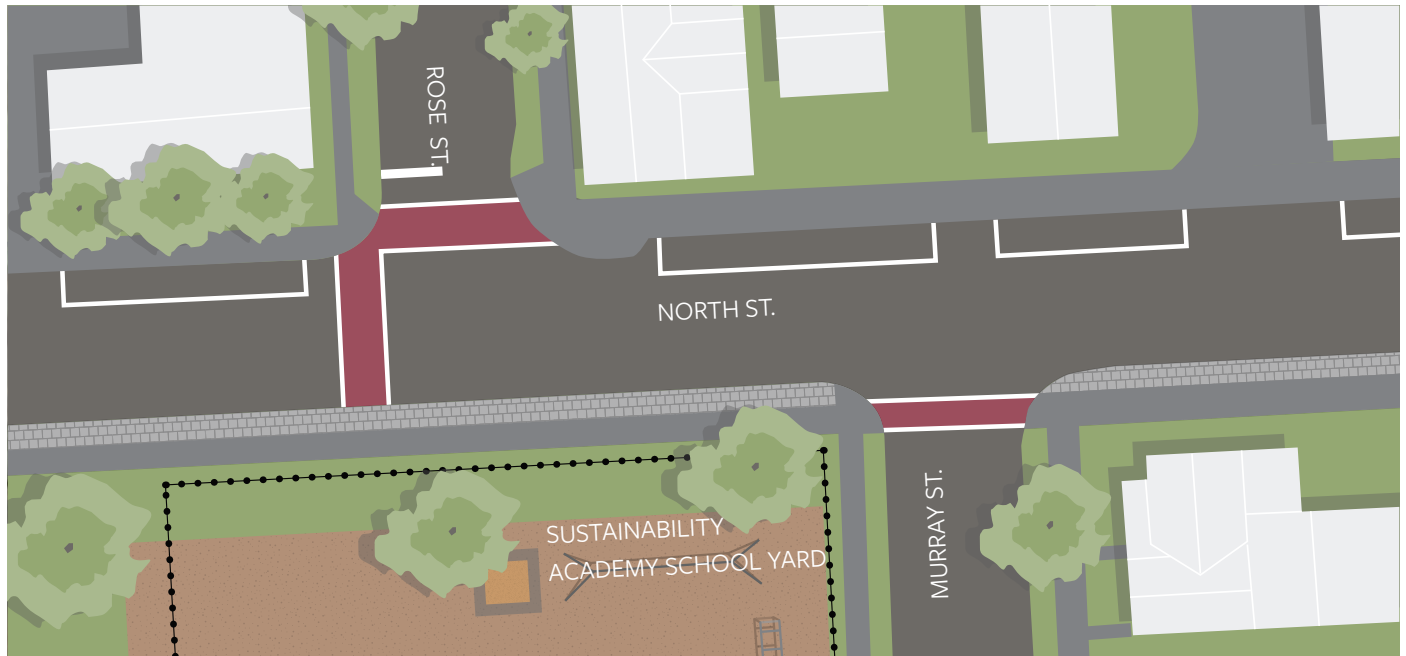 ROSE ST.
NORTH ST.
SUSTAINABILITY
ACADEMY SCHOOL YARD
MURRAY ST.